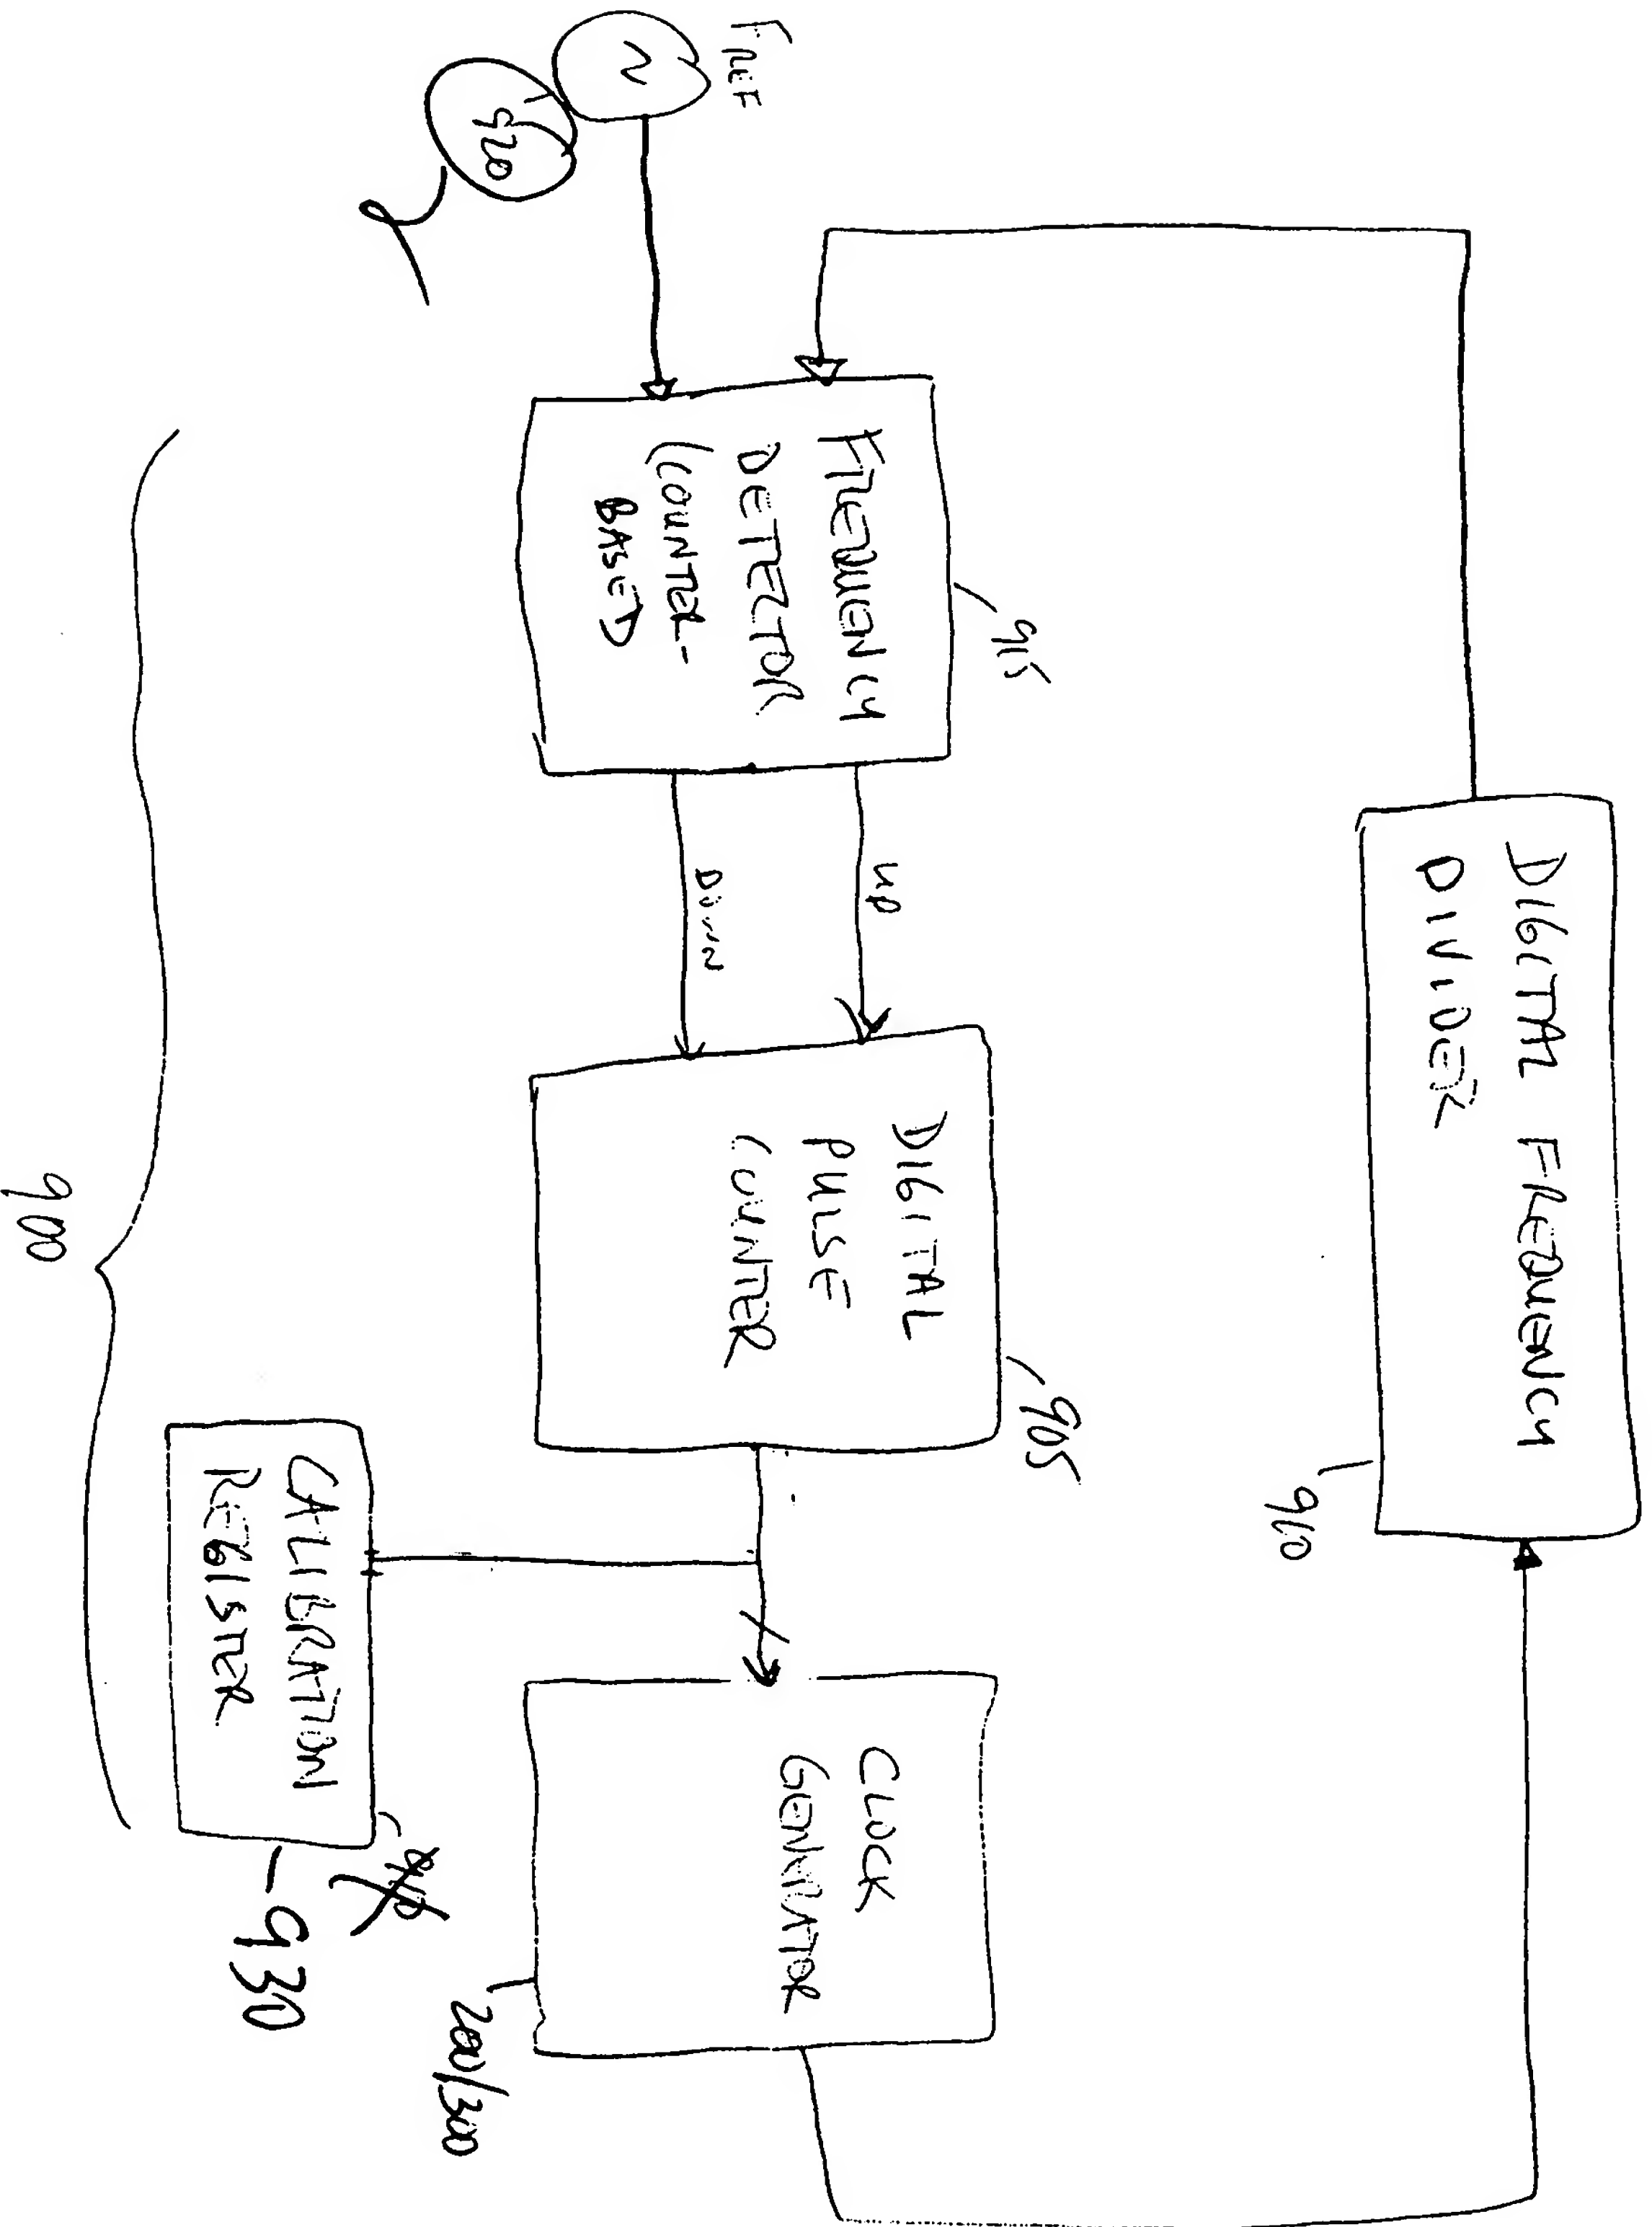 DIGITAL FREQUENCY
DIVIDER
910
915
905
FREF
N
920
FREQUENCY
DETECTOR
(COUNTER-
BASED
UP
DOWN
DIGITAL
PULSE
COUNTER
CLOCK
GENERATOR
200/300
CALIBRATION
REGISTER
930
900